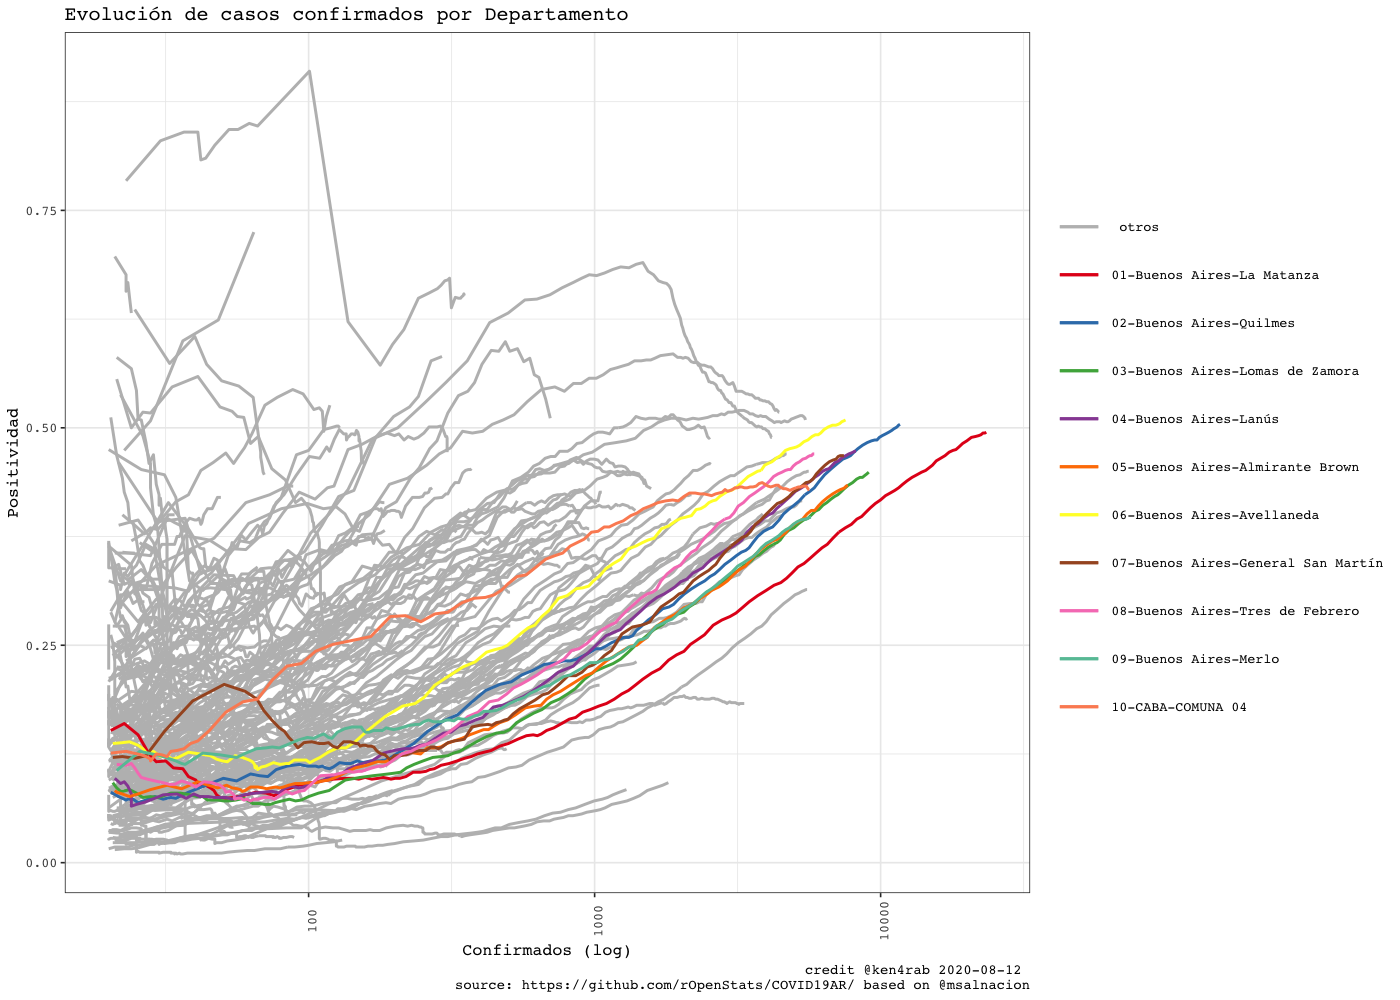 Evolución de casos confirmados por Departamento
Positividad
0.75
0.50
0.25
0.00
100
1000
10000
Confirmados (log)
otros
01-Buenos Aires-La Matanza
02-Buenos Aires-Quilmes
03-Buenos Aires-Lomas de Zamora
04-Buenos Aires-Lanús
05-Buenos Aires-Almirante Brown
06-Buenos Aires-Avellaneda
07-Buenos Aires-General San Martín
08-Buenos Aires-Tres de Febrero
09-Buenos Aires-Merlo
10-CABA-COMUNA 04
credit @ken4rab 2020-08-12
source: https://github.com/rOpenStats/COVID19AR/ based on @msalnacion